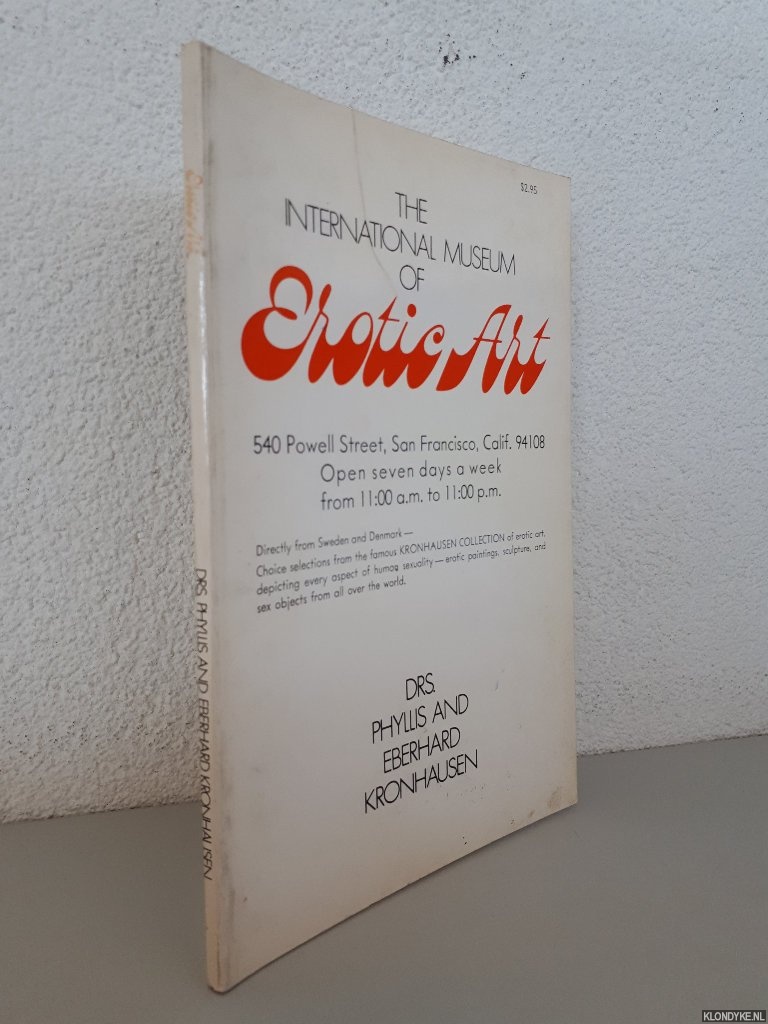 $2.95
THE
INTERNATIONAL MUSEUM
OF
Erotic Art
540 Powell Street, San Francisco, Calif. 94108
Open seven days a week
from 11:00 a.m. to 11:00 p.m.
Directly from Sweden and Denmark —
Choice selections from the famous KRONHAUSEN COLLECTION of erotic art,
depicting every aspect of human sexuality — erotic paintings, sculpture, and
sex objects from all over the world.
DRS.
PHYLLIS AND
EBERHARD
KRONHAUSEN
DRS. PHYLLIS AND EBERHARD KRONHAUSEN
KLONDYKE.NL